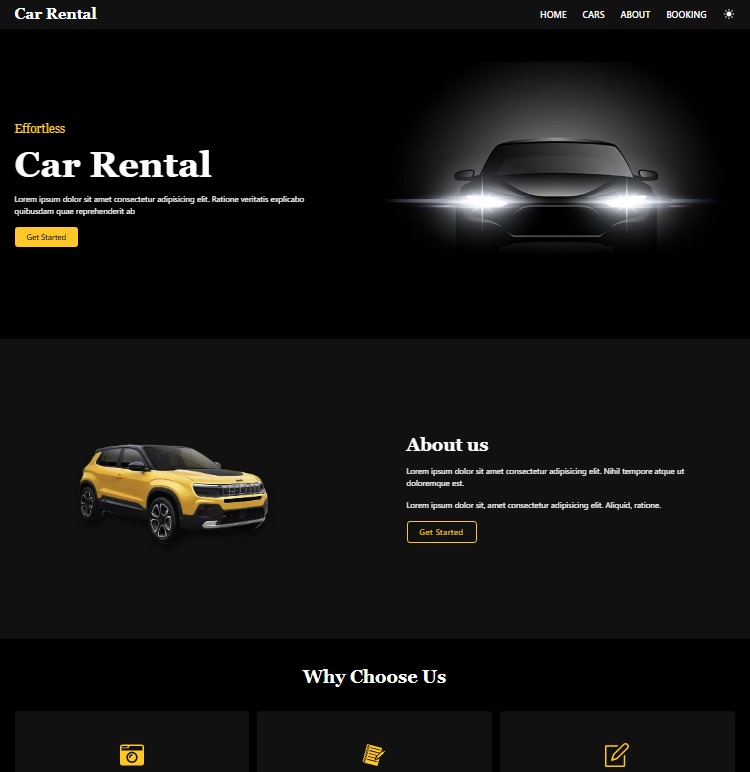 Car Rental
HOME CARS ABOUT BOOKING
Effortless
Car Rental
Lorem ipsum dolor sit amet consectetur adipisicing elit. Ratione veritatis explicabo
quibusdam quae reprehenderit ab
Get Started
About us
Lorem ipsum dolor sit amet consectetur adipisicing elit. Nihil tempore atque ut
doloremque est.
Lorem ipsum dolor sit, amet consectetur adipisicing elit. Aliquid, ratione.
Get Started
Why Choose Us